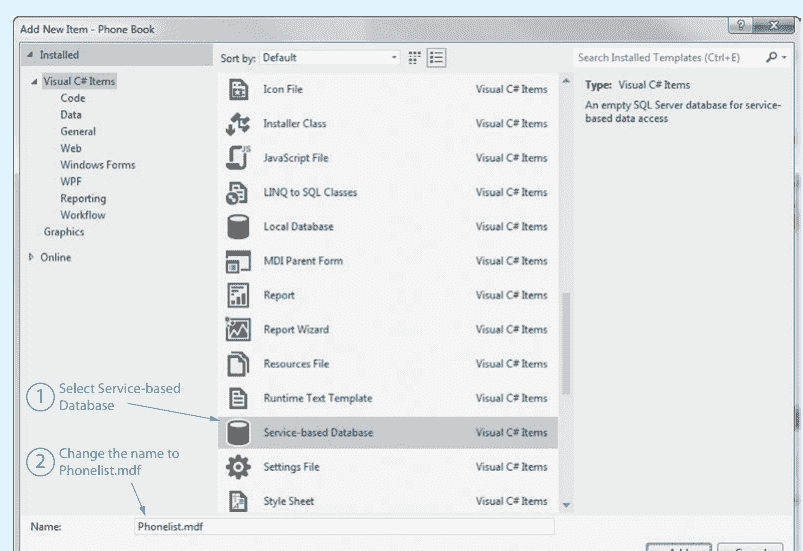 Add New Item - Phone Book
?
Installed
Sort by: Default
Search Installed Templates (Ctrl+E)
Visual C# Items
Code
Data
General
Web
Windows Forms
WPF
Reporting
Workflow
Graphics
Online
Icon File Visual C# Items
Installer Class Visual C# Items
JavaScript File Visual C# Items
LINQ to SQL Classes Visual C# Items
Local Database Visual C# Items
MDI Parent Form Visual C# Items
Report Visual C# Items
Report Wizard Visual C# Items
Resources File Visual C# Items
Runtime Text Template Visual C# Items
Service-based Database Visual C# Items
Settings File Visual C# Items
Style Sheet Visual C# Items
Type: Visual C# Items
An empty SQL Server database for service-
based data access
1 Select Service-based
Database
2 Change the name to
Phonelist.mdf
Name: Phonelist.mdf